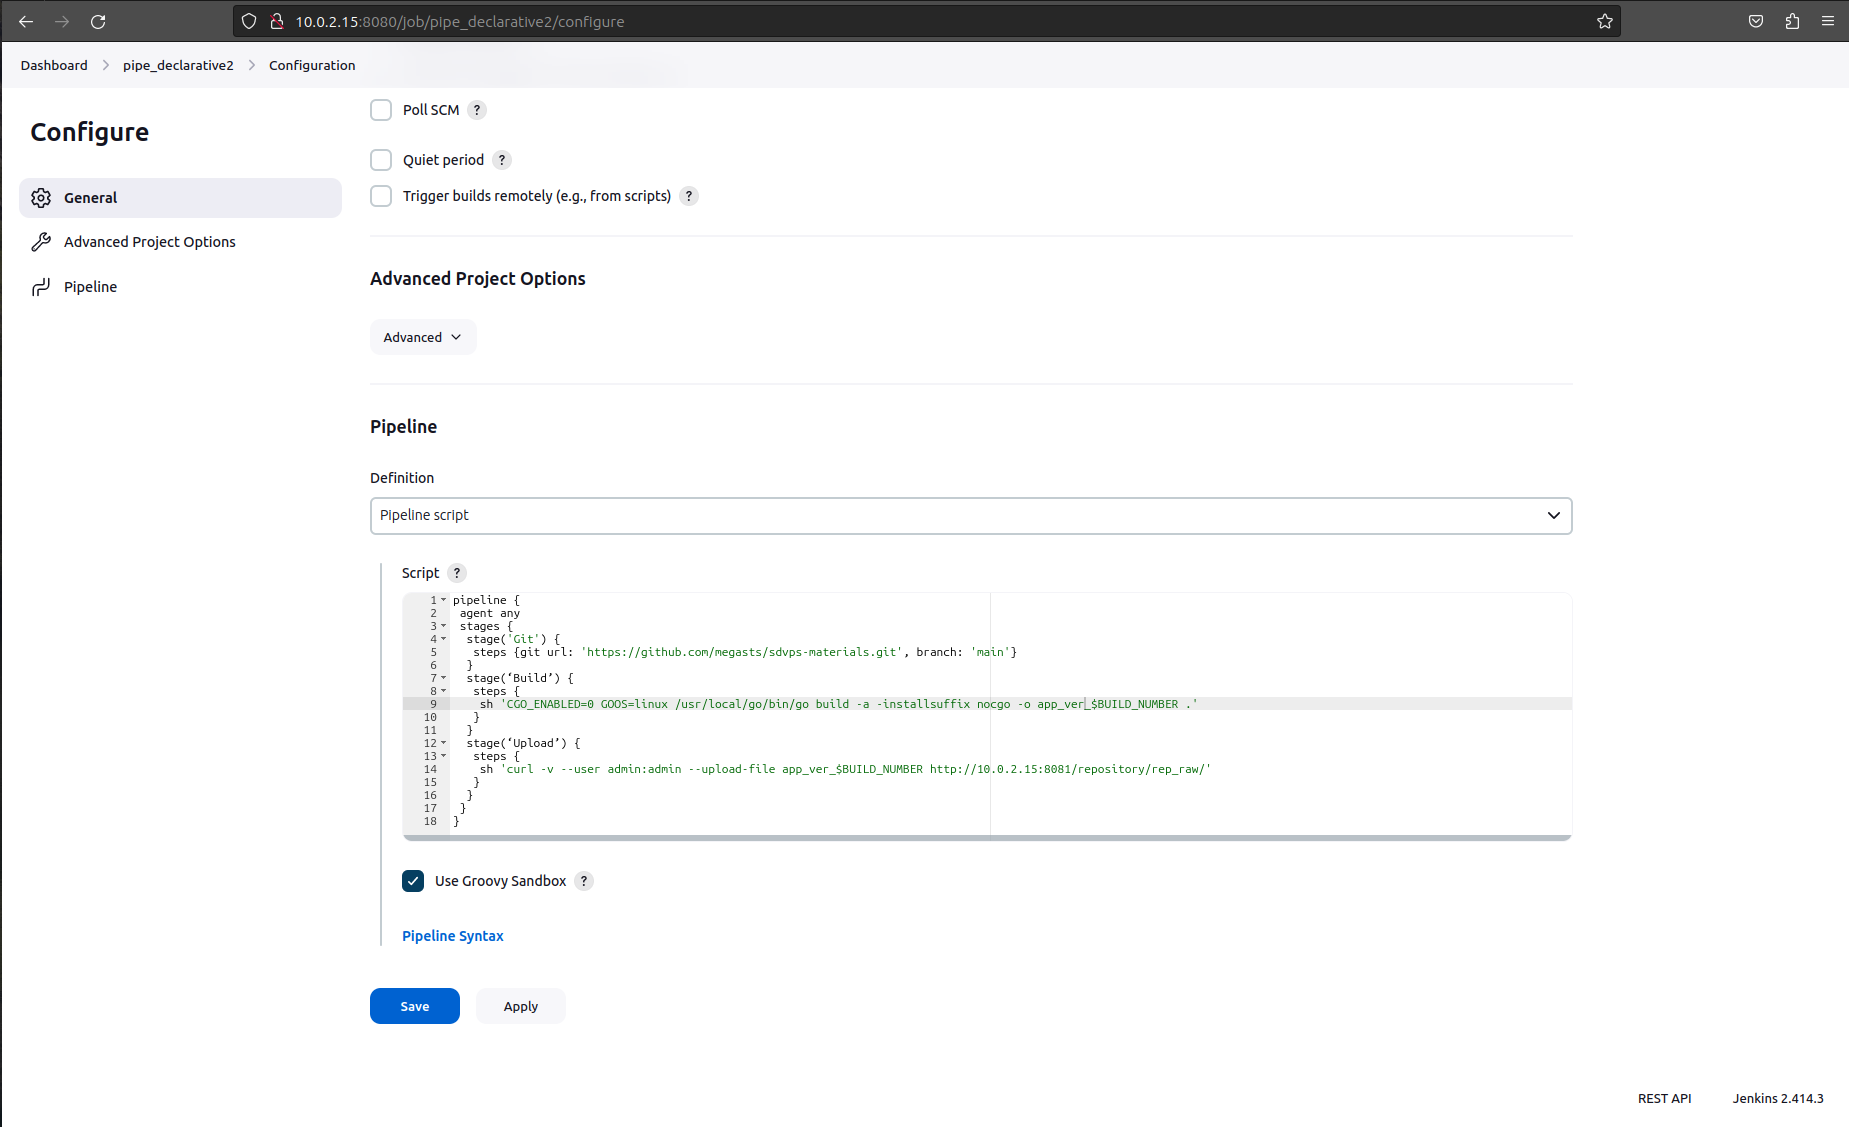 10.0.2.15:8080/job/pipe_declarative2/configure
Dashboard > pipe_declarative2 > Configuration
Configure
General
Advanced Project Options
Pipeline
Poll SCM ?
Quiet period ?
Trigger builds remotely (e.g., from scripts) ?
Advanced Project Options
Advanced
Pipeline
Definition
Pipeline script
Script ?
1 pipeline {
2 agent any
3 stages {
4 stage('Git') {
5 steps {git url: 'https://github.com/megasts/sdvps-materials.git', branch: 'main'}
6 }
7 stage(‘Build’) {
8 steps {
9 sh 'CGO_ENABLED=0 GOOS=linux /usr/local/go/bin/go build -a -installsuffix nocgo -o app_ver_$BUILD_NUMBER .'
10 }
11 }
12 stage(‘Upload’) {
13 steps {
14 sh 'curl -v --user admin:admin --upload-file app_ver_$BUILD_NUMBER http://10.0.2.15:8081/repository/rep_raw/'
15 }
16 }
17 }
18 }
Use Groovy Sandbox ?
Pipeline Syntax
Save
Apply
REST API
Jenkins 2.414.3